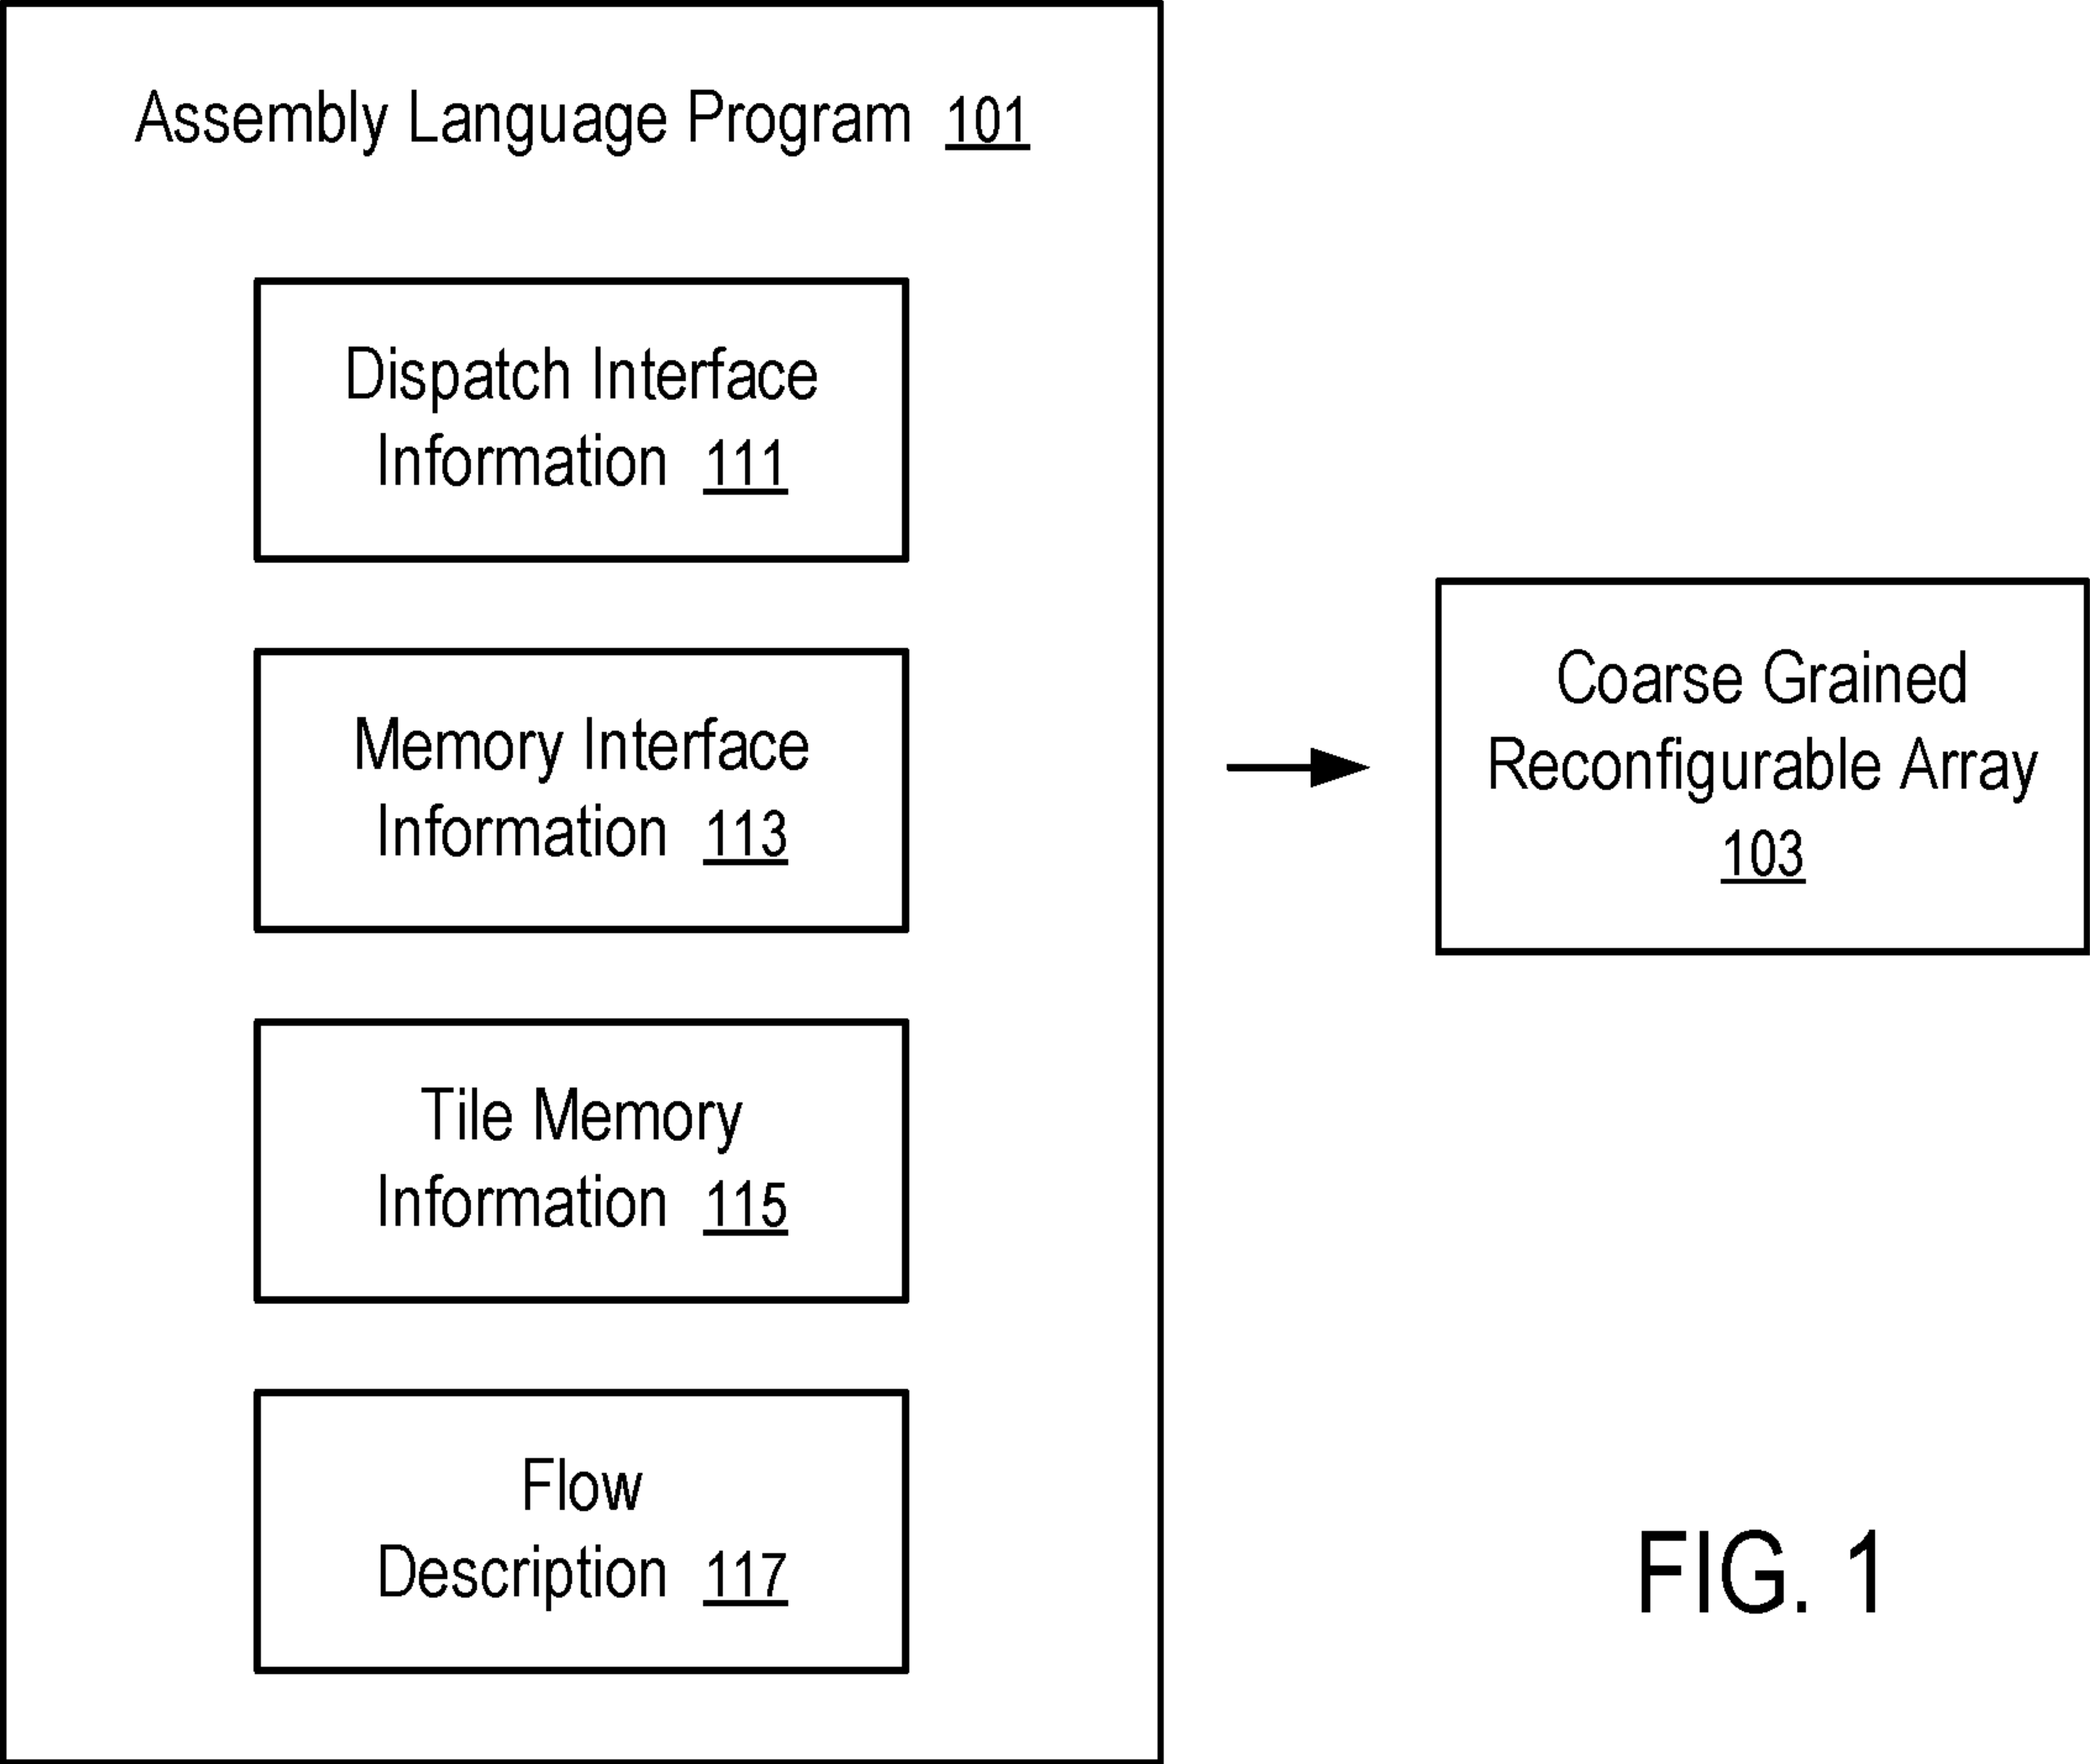 Assembly Language Program 101
Dispatch Interface
Information 111
Memory Interface
Information 113
Tile Memory
Information 115
Flow
Description 117
Coarse Grained
Reconfigurable Array
103
FIG. 1